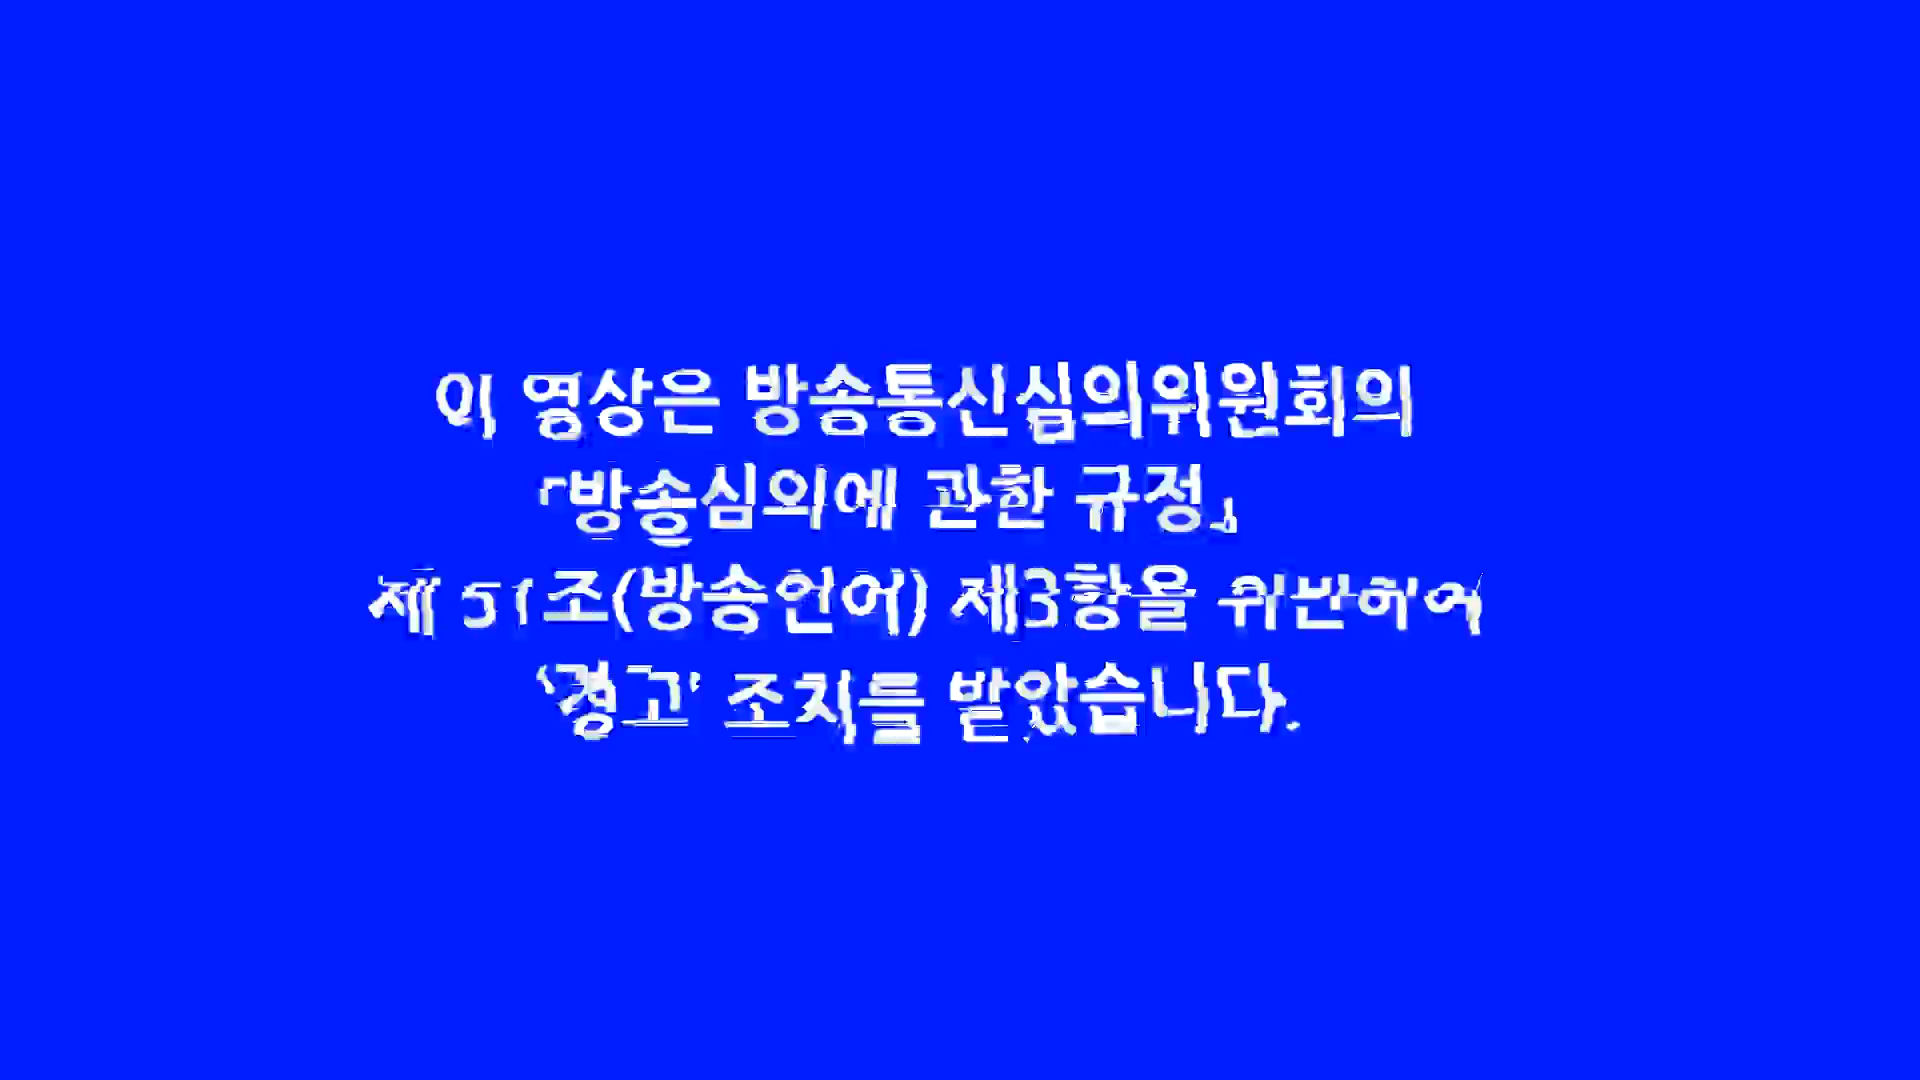 이 영상은 방송통신심의위원회의
「방송심의에 관한 규정」
제 51조(방송언어) 제3항을 위반하여
'경고' 조치를 받았습니다.